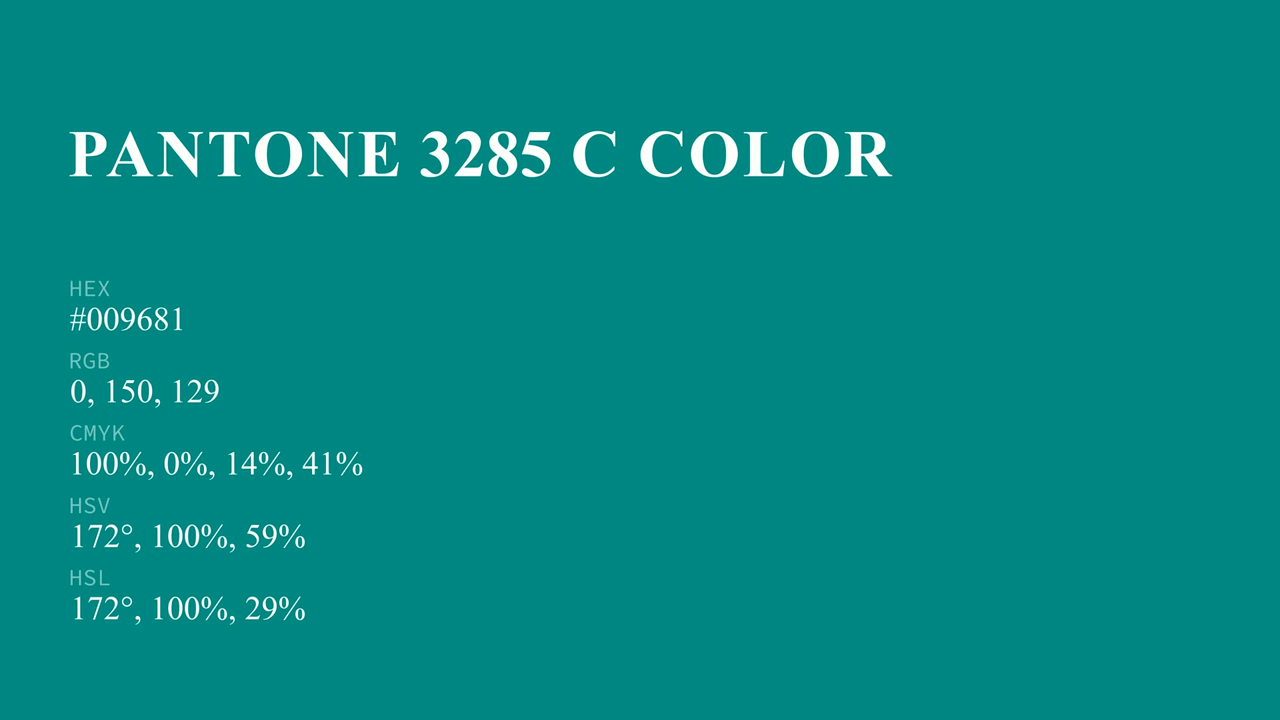 PANTONE 3285 C COLOR
HEX
#009681
RGB
0, 150, 129
CMYK
100%, 0%, 14%, 41%
HSV
172°, 100%, 59%
HSL
172°, 100%, 29%